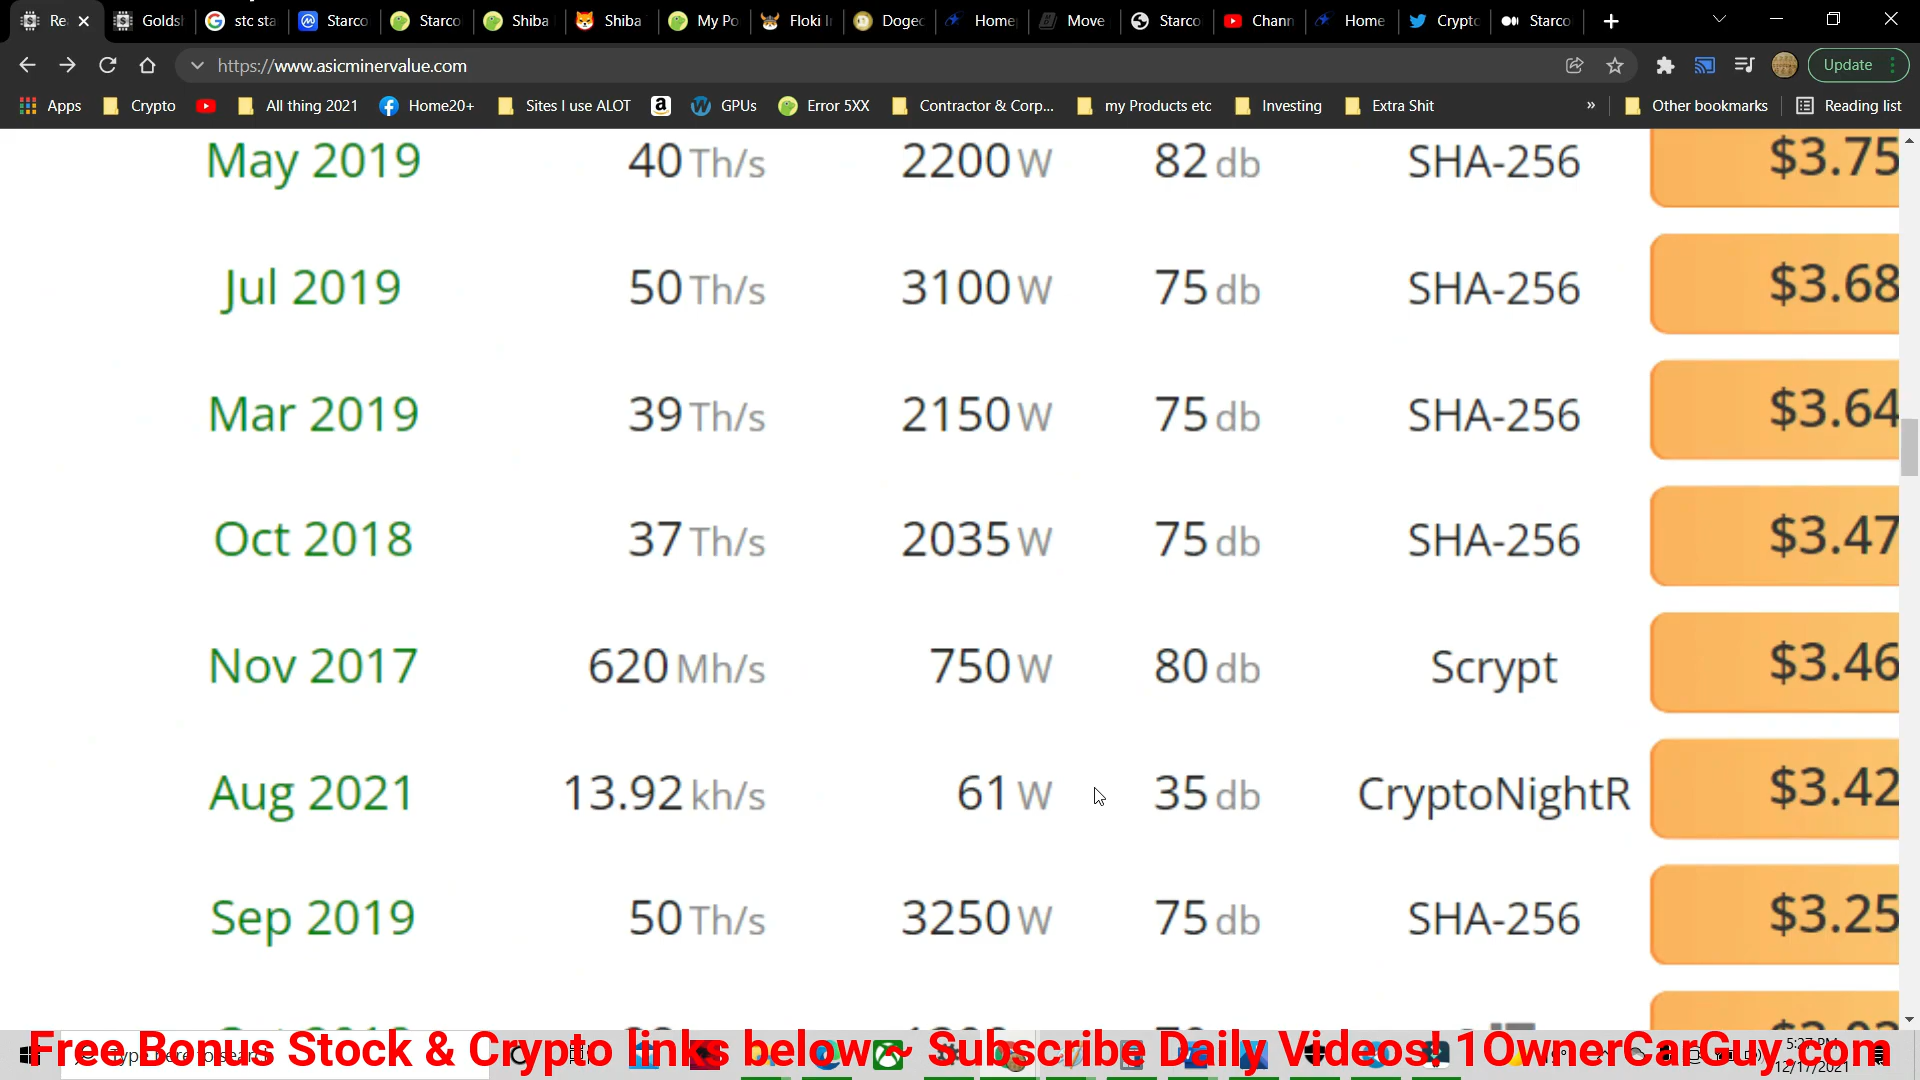 Re Golds stc sta Starco Starco Shiba Shiba My Po Floki I Dogec Home Move Starco Chann Home Crypto Starco
https://www.asicminervalue.com Update
Apps Crypto All thing 2021 Home20+ Sites I use ALOT GPUs Error 5XX Contractor & Corp... my Products etc Investing Extra Shit » Other bookmarks Reading list
May 2019 40 Th/s 2200 W 82 db SHA-256 $3.75
Jul 2019 50 Th/s 3100 W 75 db SHA-256 $3.68
Mar 2019 39 Th/s 2150 W 75 db SHA-256 $3.64
Oct 2018 37 Th/s 2035 W 75 db SHA-256 $3.47
Nov 2017 620 Mh/s 750 W 80 db Scrypt $3.46
Aug 2021 13.92 kh/s 61 W 35 db CryptoNightR $3.42
Sep 2019 50 Th/s 3250 W 75 db SHA-256 $3.25
Free Bonus Stock & Crypto links below ~ Subscribe Daily Videos! 1OwnerCarGuy.com
5:27 PM
12/17/2021